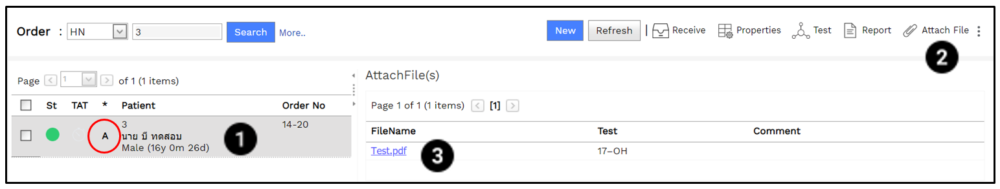 Order : HN 3 Search More.. New Refresh Receive Properties Test Report Attach File
2
Page 1 of 1 (1 items)
St TAT * Patient Order No
A 3 14-20
นาย บี ทดสอบ
Male (16y 0m 26d)
1
AttachFile(s)
Page 1 of 1 (1 items) [1]
FileName Test Comment
Test.pdf 17-OH
3